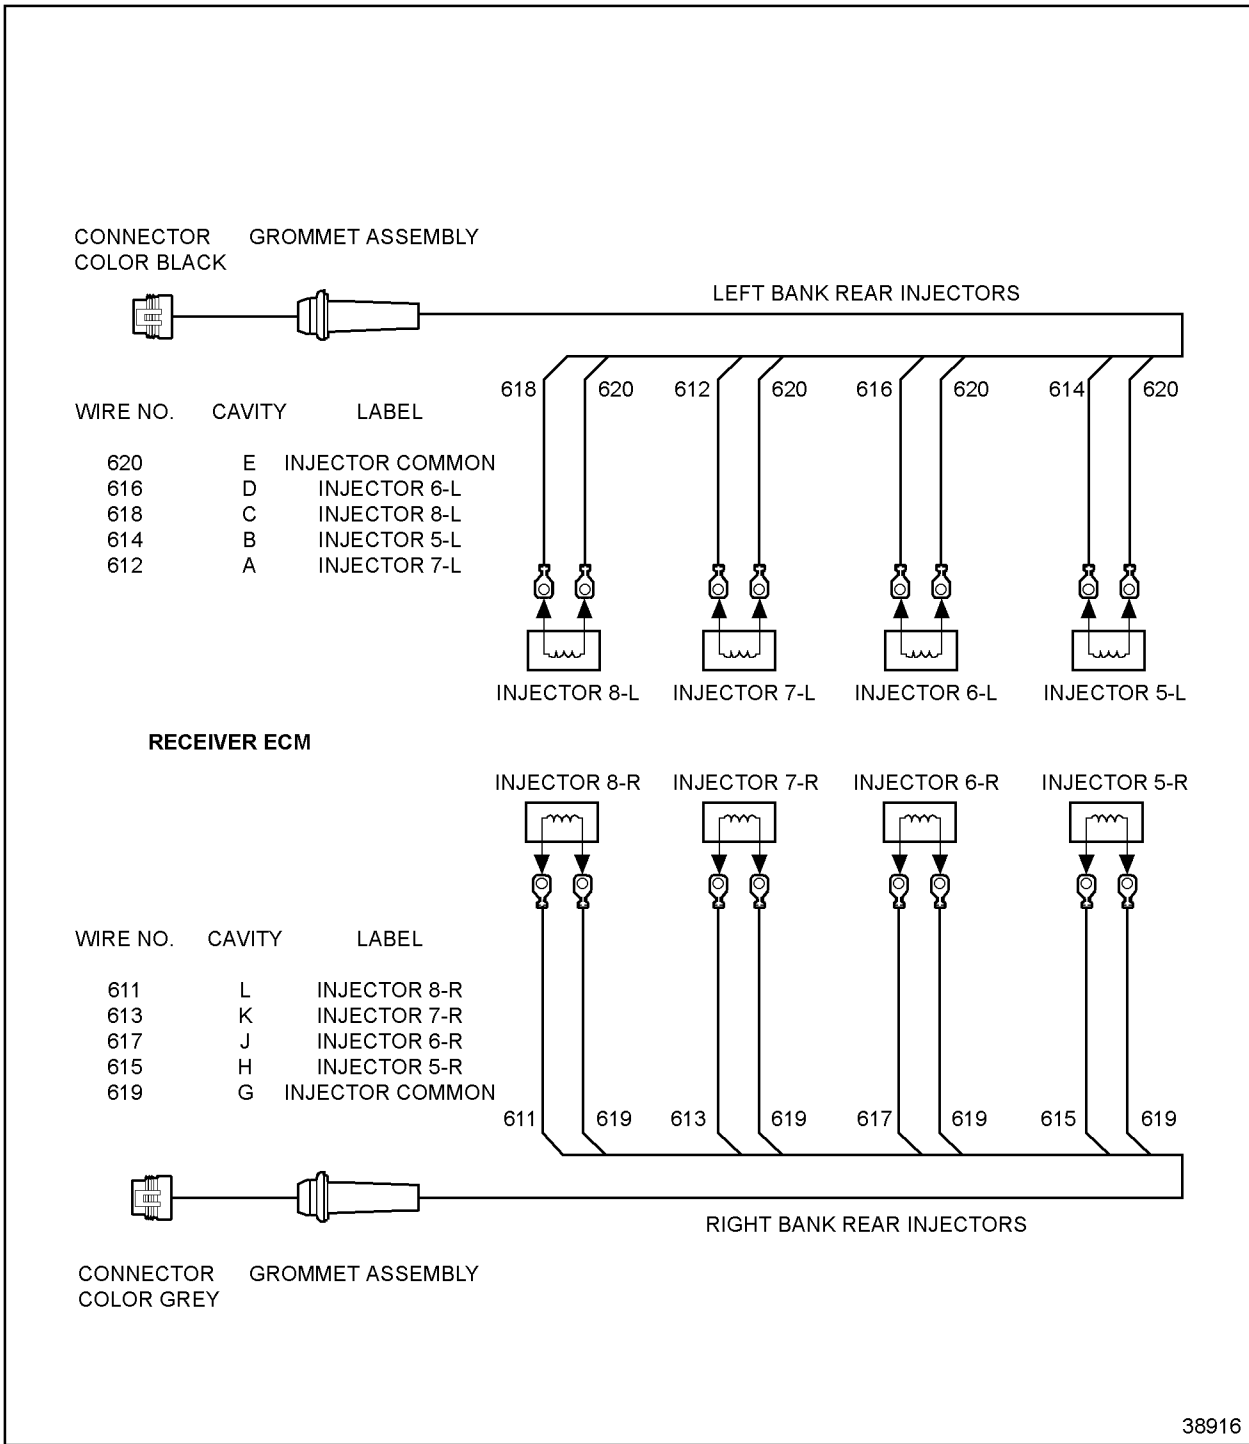 CONNECTOR GROMMET ASSEMBLY
COLOR BLACK
LEFT BANK REAR INJECTORS
618 620 612 620 616 620 614 620
WIRE NO. CAVITY LABEL
620 E INJECTOR COMMON
616 D INJECTOR 6-L
618 C INJECTOR 8-L
614 B INJECTOR 5-L
612 A INJECTOR 7-L
INJECTOR 8-L INJECTOR 7-L INJECTOR 6-L INJECTOR 5-L
RECEIVER ECM
INJECTOR 8-R INJECTOR 7-R INJECTOR 6-R INJECTOR 5-R
WIRE NO. CAVITY LABEL
611 L INJECTOR 8-R
613 K INJECTOR 7-R
617 J INJECTOR 6-R
615 H INJECTOR 5-R
619 G INJECTOR COMMON
611 619 613 619 617 619 615 619
RIGHT BANK REAR INJECTORS
CONNECTOR GROMMET ASSEMBLY
COLOR GREY
38916